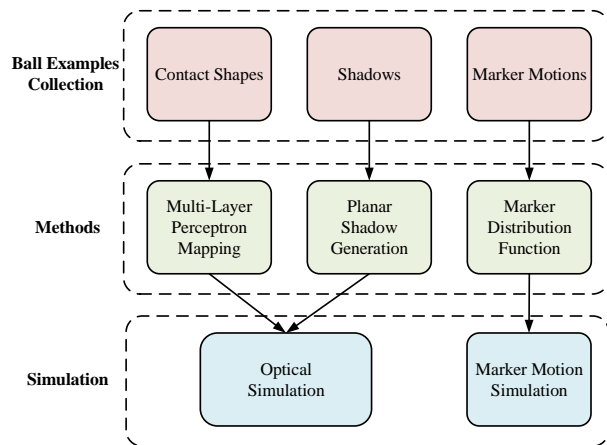 Ball Examples
Collection
Contact Shapes
Shadows
Marker Motions
Methods
Multi-Layer
Perceptron
Mapping
Planar
Shadow
Generation
Marker
Distribution
Function
Simulation
Optical
Simulation
Marker Motion
Simulation